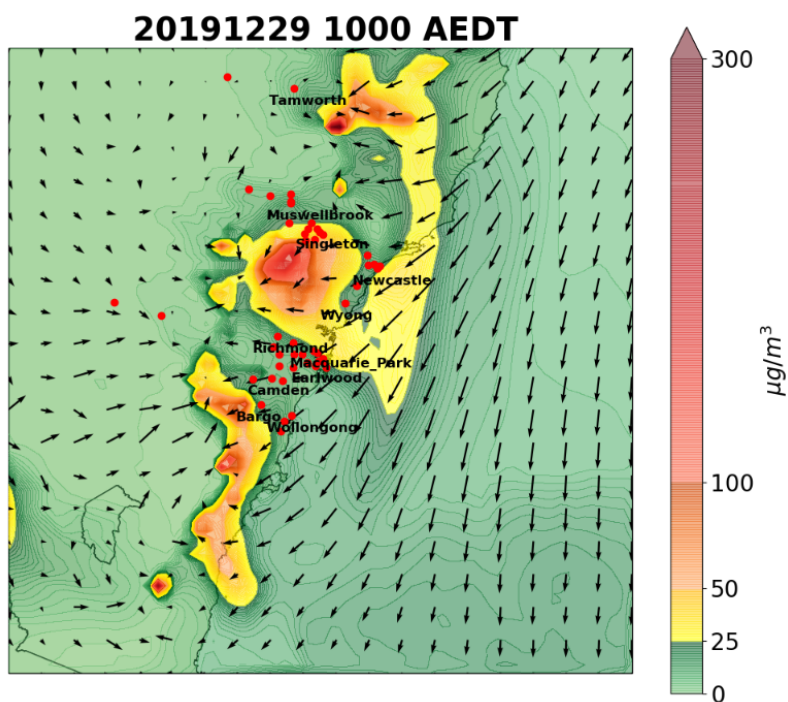 20191229 1000 AEDT
300
Tamworth
Muswellbrook
Singleton
Newcastle
Wyong
μg/m³
Richmond
Macquarie_Park
Earlwood
Camden
Bargo
Wollongong
100
50
25
0